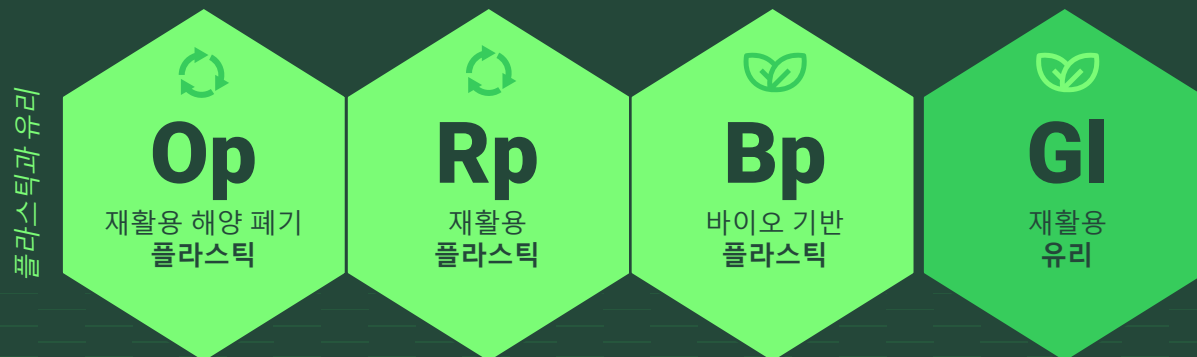 플라스틱과 유리
Op
재활용 해양 폐기
플라스틱
Rp
재활용
플라스틱
Bp
바이오 기반
플라스틱
Gl
재활용
유리